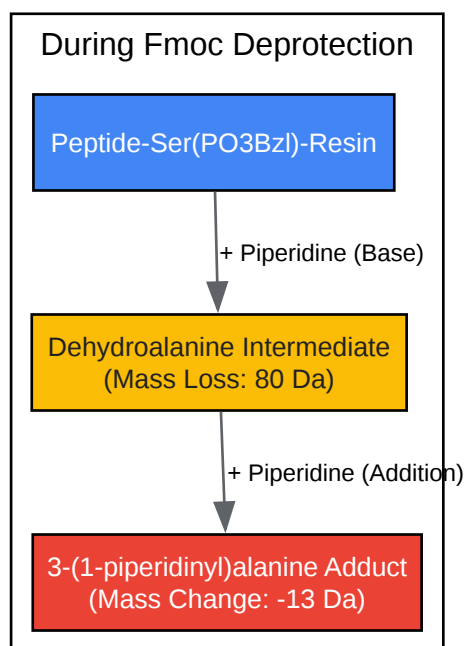 During Fmoc Deprotection
Peptide-Ser(PO3Bzl)-Resin
+ Piperidine (Base)
Dehydroalanine Intermediate
(Mass Loss: 80 Da)
+ Piperidine (Addition)
3-(1-piperidinyl)alanine Adduct
(Mass Change: -13 Da)